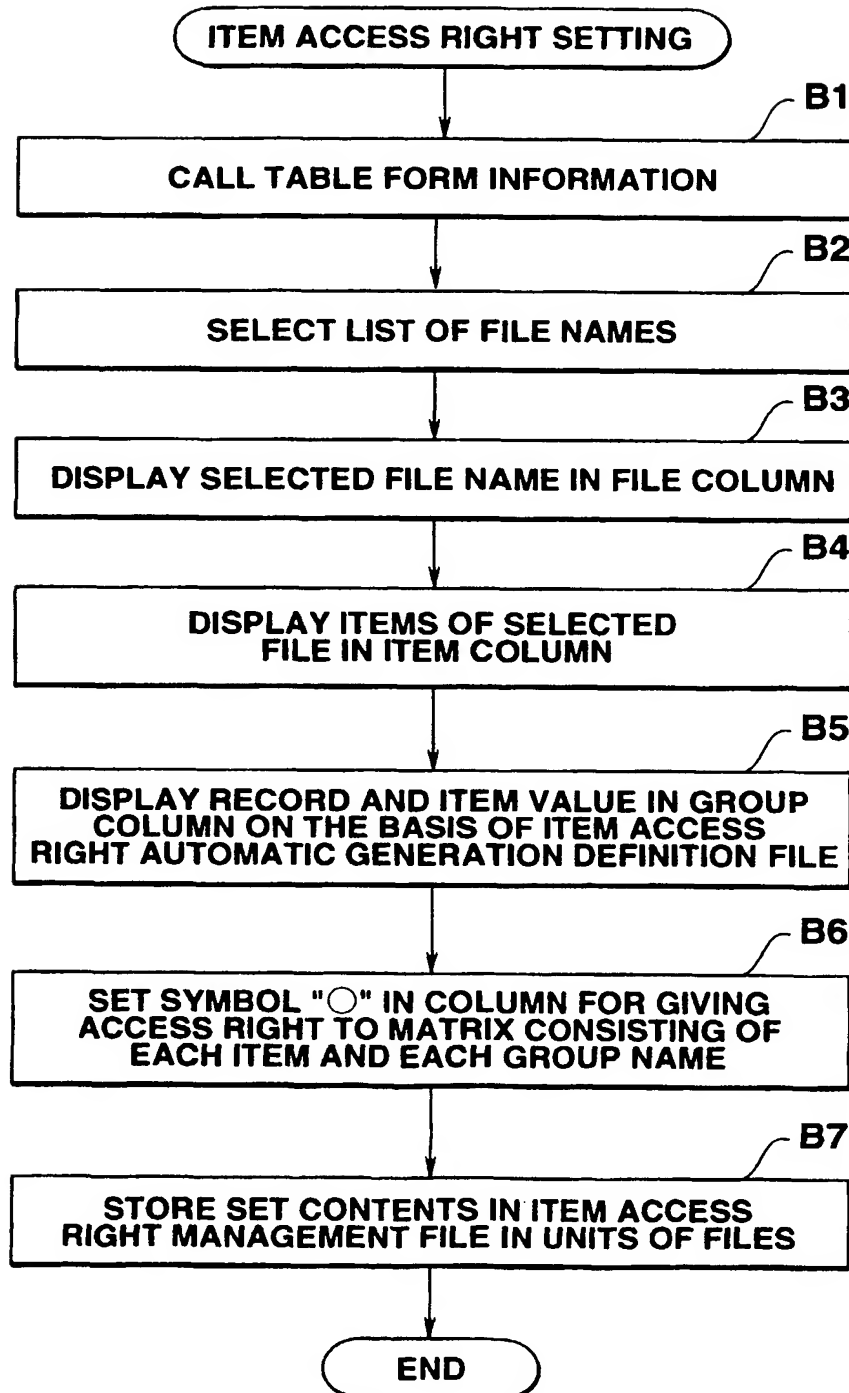 ITEM ACCESS RIGHT SETTING
B1
CALL TABLE FORM INFORMATION
B2
SELECT LIST OF FILE NAMES
B3
DISPLAY SELECTED FILE NAME IN FILE COLUMN
B4
DISPLAY ITEMS OF SELECTED
FILE IN ITEM COLUMN
B5
DISPLAY RECORD AND ITEM VALUE IN GROUP
COLUMN ON THE BASIS OF ITEM ACCESS
RIGHT AUTOMATIC GENERATION DEFINITION FILE
B6
SET SYMBOL "○" IN COLUMN FOR GIVING
ACCESS RIGHT TO MATRIX CONSISTING OF
EACH ITEM AND EACH GROUP NAME
B7
STORE SET CONTENTS IN ITEM ACCESS
RIGHT MANAGEMENT FILE IN UNITS OF FILES
END